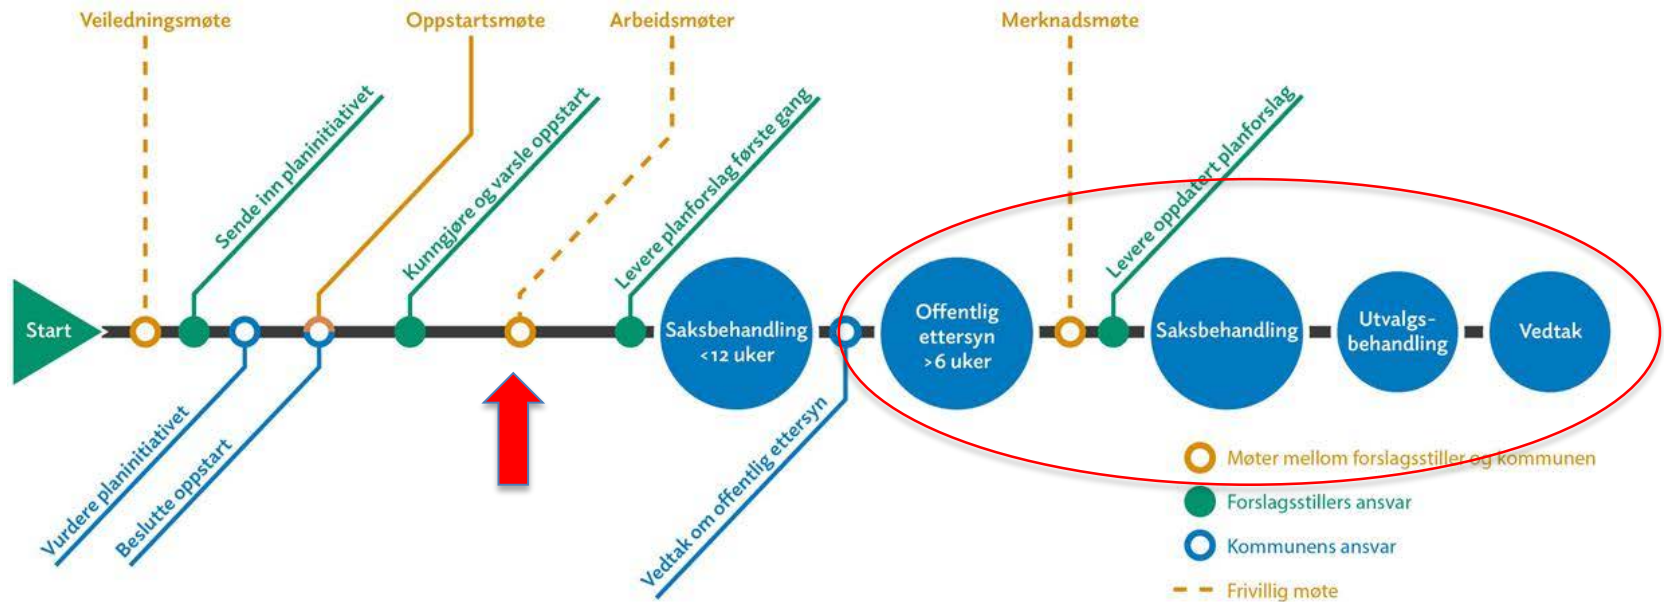 Veiledningsmøte
Oppstartsmøte
Arbeidsmøter
Merknadsmøte
Sende inn planinitiativet
Kunngjøre og varsle oppstart
Levere planforslag første gang
Levere oppdatert planforslag
Start
Saksbehandling
<12 uker
Offentlig
ettersyn
>6 uker
Saksbehandling
Utvalgs-
behandling
Vedtak
Vurdere planinitiativet
Beslutte oppstart
Vedtak om offentlig ettersyn
Møter mellom forslagsstiller og kommunen
Forslagsstillers ansvar
Kommunens ansvar
Frivillig møte